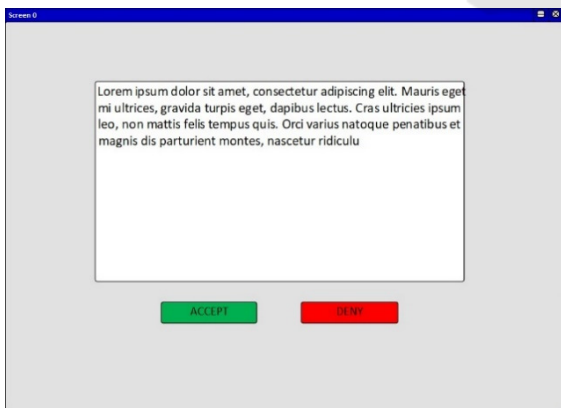 Screen 0
Lorem ipsum dolor sit amet, consectetur adipiscing elit. Mauris eget
mi ultrices, gravida turpis eget, dapibus lectus. Cras ultricies ipsum
leo, non mattis felis tempus quis. Orci varius natoque penatibus et
magnis dis parturient montes, nascetur ridiculu
ACCEPT
DENY